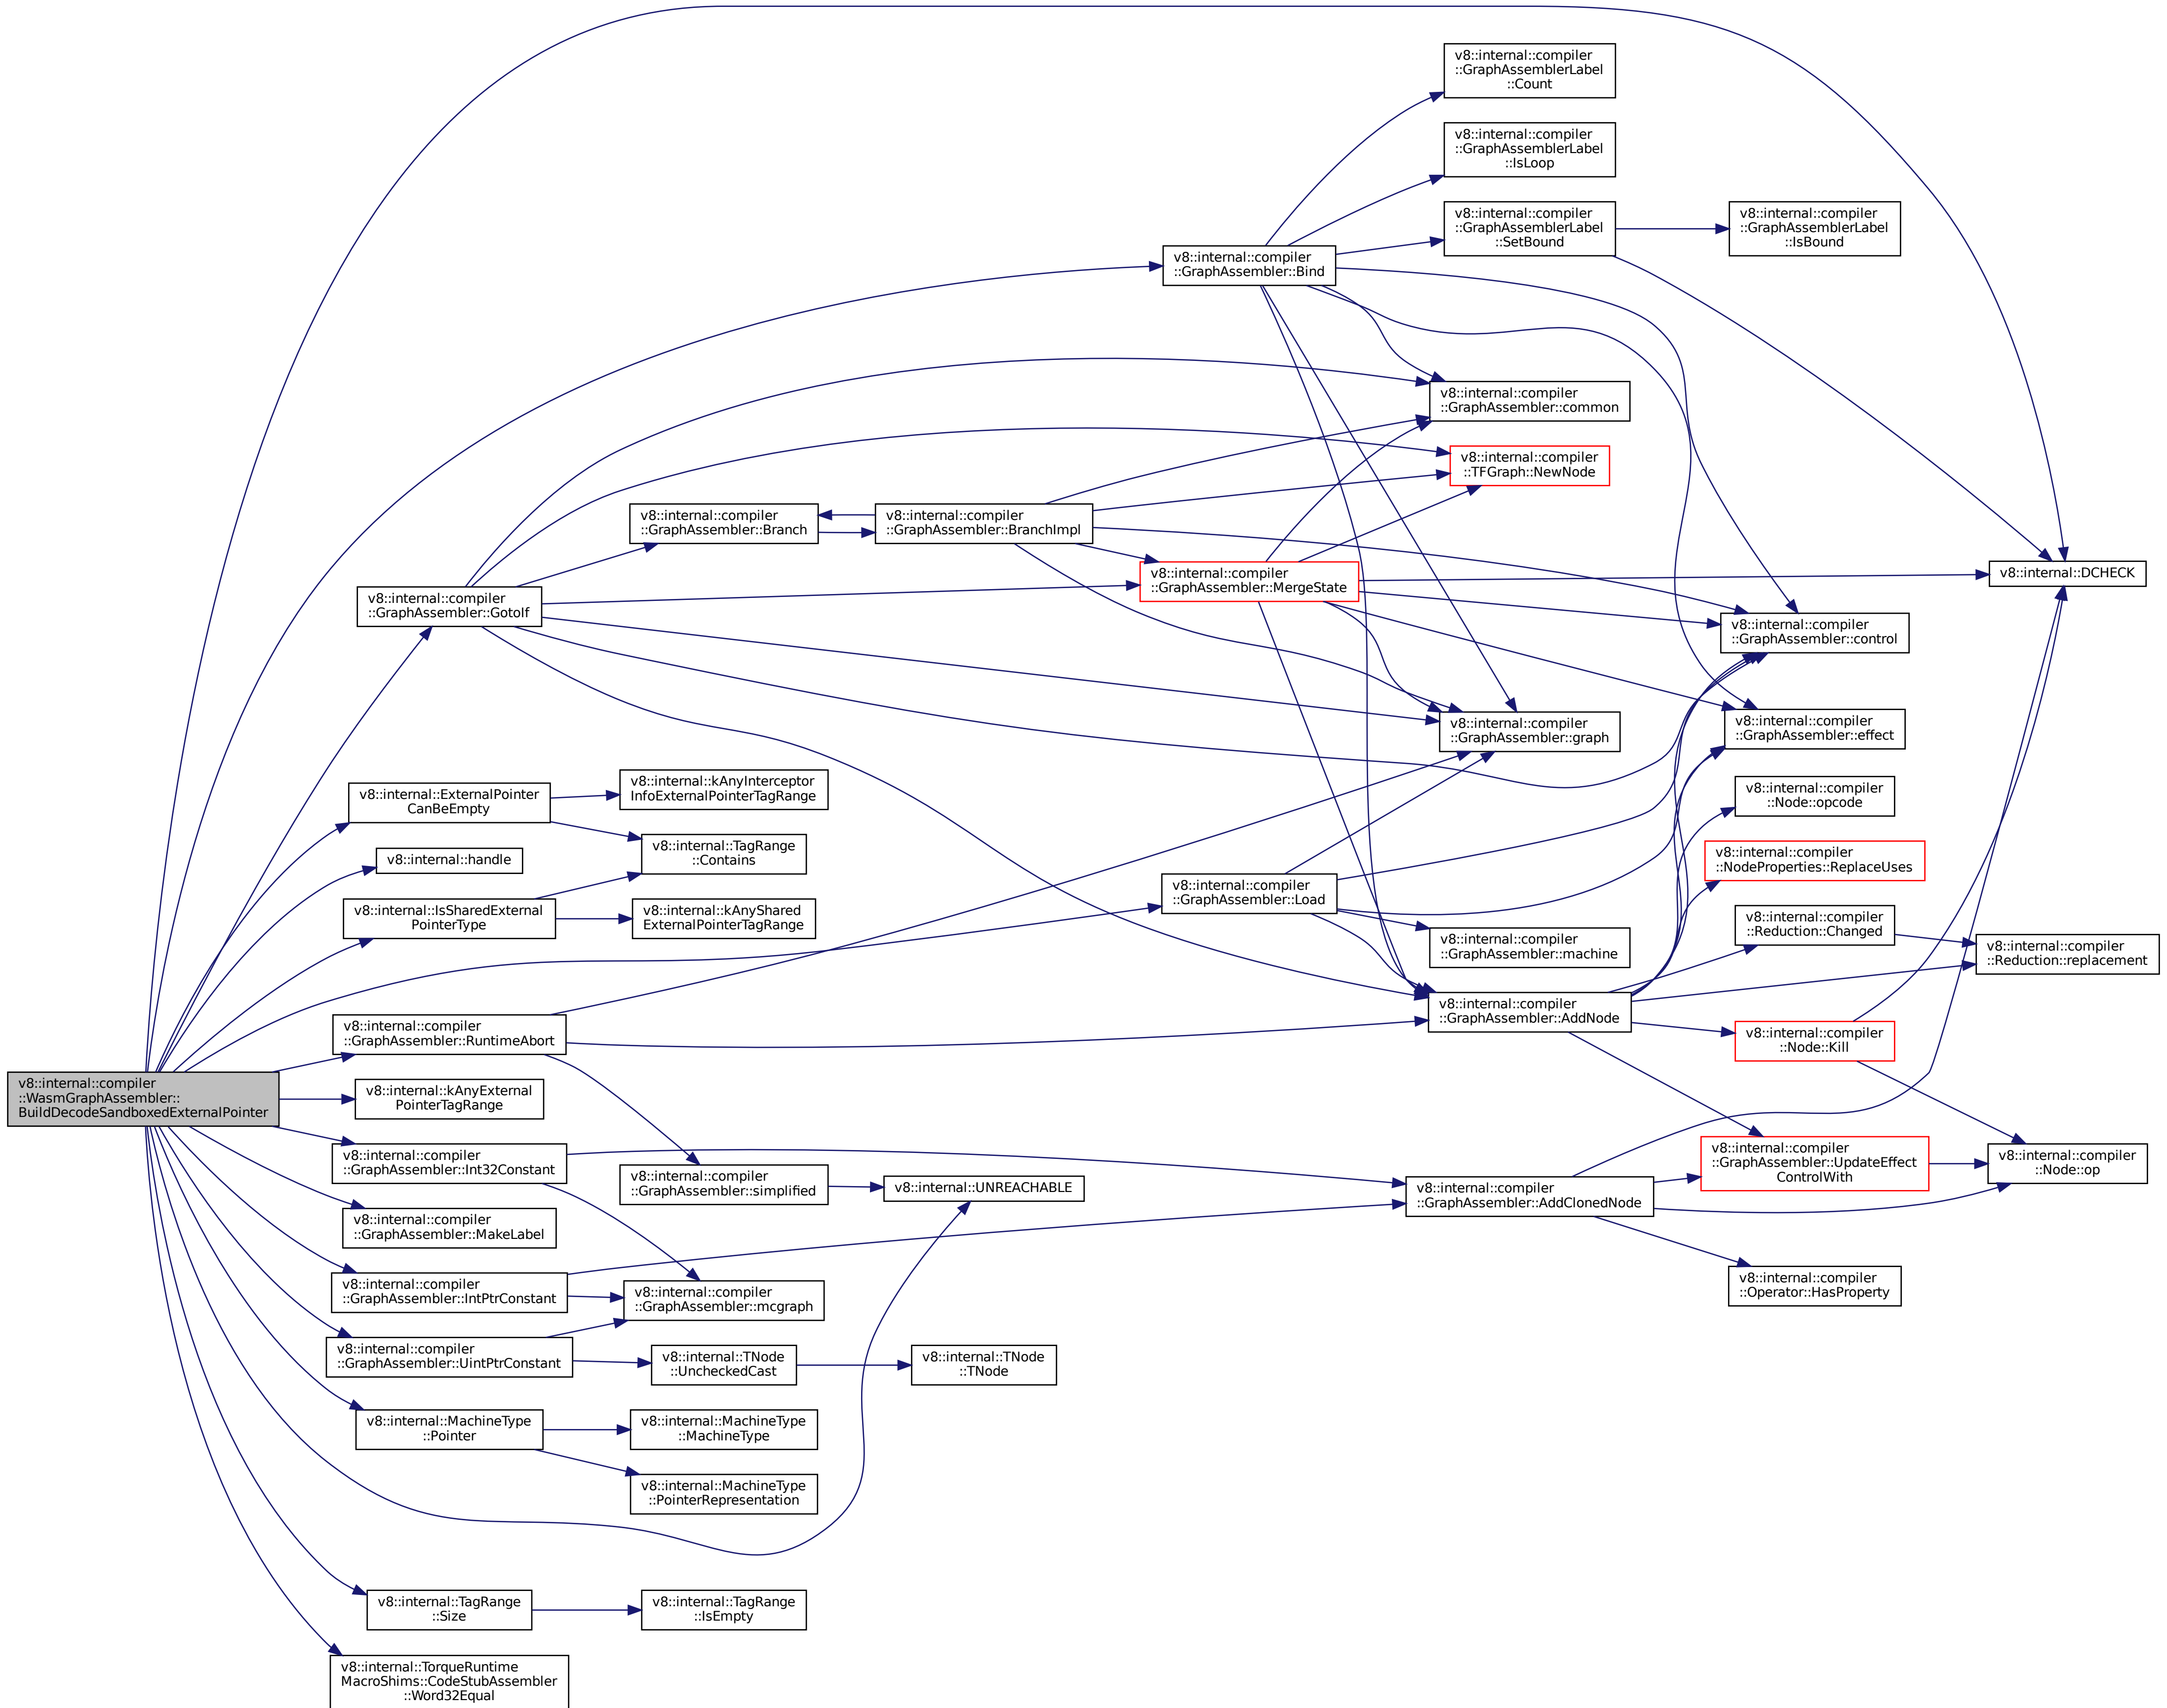 v8::internal::compiler
::WasmGraphAssembler::
BuildDecodeSandboxedExternalPointer
v8::internal::compiler
::GraphAssembler::GotoIf
v8::internal::ExternalPointer
CanBeEmpty
v8::internal::handle
v8::internal::IsSharedExternal
PointerType
v8::internal::compiler
::GraphAssembler::RuntimeAbort
v8::internal::kAnyExternal
PointerTagRange
v8::internal::compiler
::GraphAssembler::Int32Constant
v8::internal::compiler
::GraphAssembler::MakeLabel
v8::internal::compiler
::GraphAssembler::IntPtrConstant
v8::internal::compiler
::GraphAssembler::UintPtrConstant
v8::internal::MachineType
::Pointer
v8::internal::TagRange
::Size
v8::internal::TorqueRuntime
MacroShims::CodeStubAssembler
::Word32Equal
v8::internal::compiler
::GraphAssembler::Branch
v8::internal::kAnyInterceptor
InfoExternalPointerTagRange
v8::internal::TagRange
::Contains
v8::internal::kAnyShared
ExternalPointerTagRange
v8::internal::compiler
::GraphAssembler::simplified
v8::internal::compiler
::GraphAssembler::mcgraph
v8::internal::TNode
::UncheckedCast
v8::internal::MachineType
::MachineType
v8::internal::MachineType
::PointerRepresentation
v8::internal::TagRange
::IsEmpty
v8::internal::compiler
::GraphAssembler::BranchImpl
v8::internal::UNREACHABLE
v8::internal::TNode
::TNode
v8::internal::compiler
::GraphAssembler::Bind
v8::internal::compiler
::GraphAssembler::MergeState
v8::internal::compiler
::GraphAssembler::Load
v8::internal::compiler
::GraphAssemblerLabel
::Count
v8::internal::compiler
::GraphAssemblerLabel
::IsLoop
v8::internal::compiler
::GraphAssemblerLabel
::SetBound
v8::internal::compiler
::GraphAssembler::common
v8::internal::compiler
::TFGraph::NewNode
v8::internal::compiler
::GraphAssembler::graph
v8::internal::compiler
::GraphAssembler::machine
v8::internal::compiler
::GraphAssembler::AddNode
v8::internal::compiler
::GraphAssembler::AddClonedNode
v8::internal::compiler
::GraphAssemblerLabel
::IsBound
v8::internal::compiler
::GraphAssembler::control
v8::internal::compiler
::GraphAssembler::effect
v8::internal::compiler
::Node::opcode
v8::internal::compiler
::NodeProperties::ReplaceUses
v8::internal::compiler
::Reduction::Changed
v8::internal::compiler
::Node::Kill
v8::internal::compiler
::GraphAssembler::UpdateEffect
ControlWith
v8::internal::compiler
::Operator::HasProperty
v8::internal::DCHECK
v8::internal::compiler
::Reduction::replacement
v8::internal::compiler
::Node::op